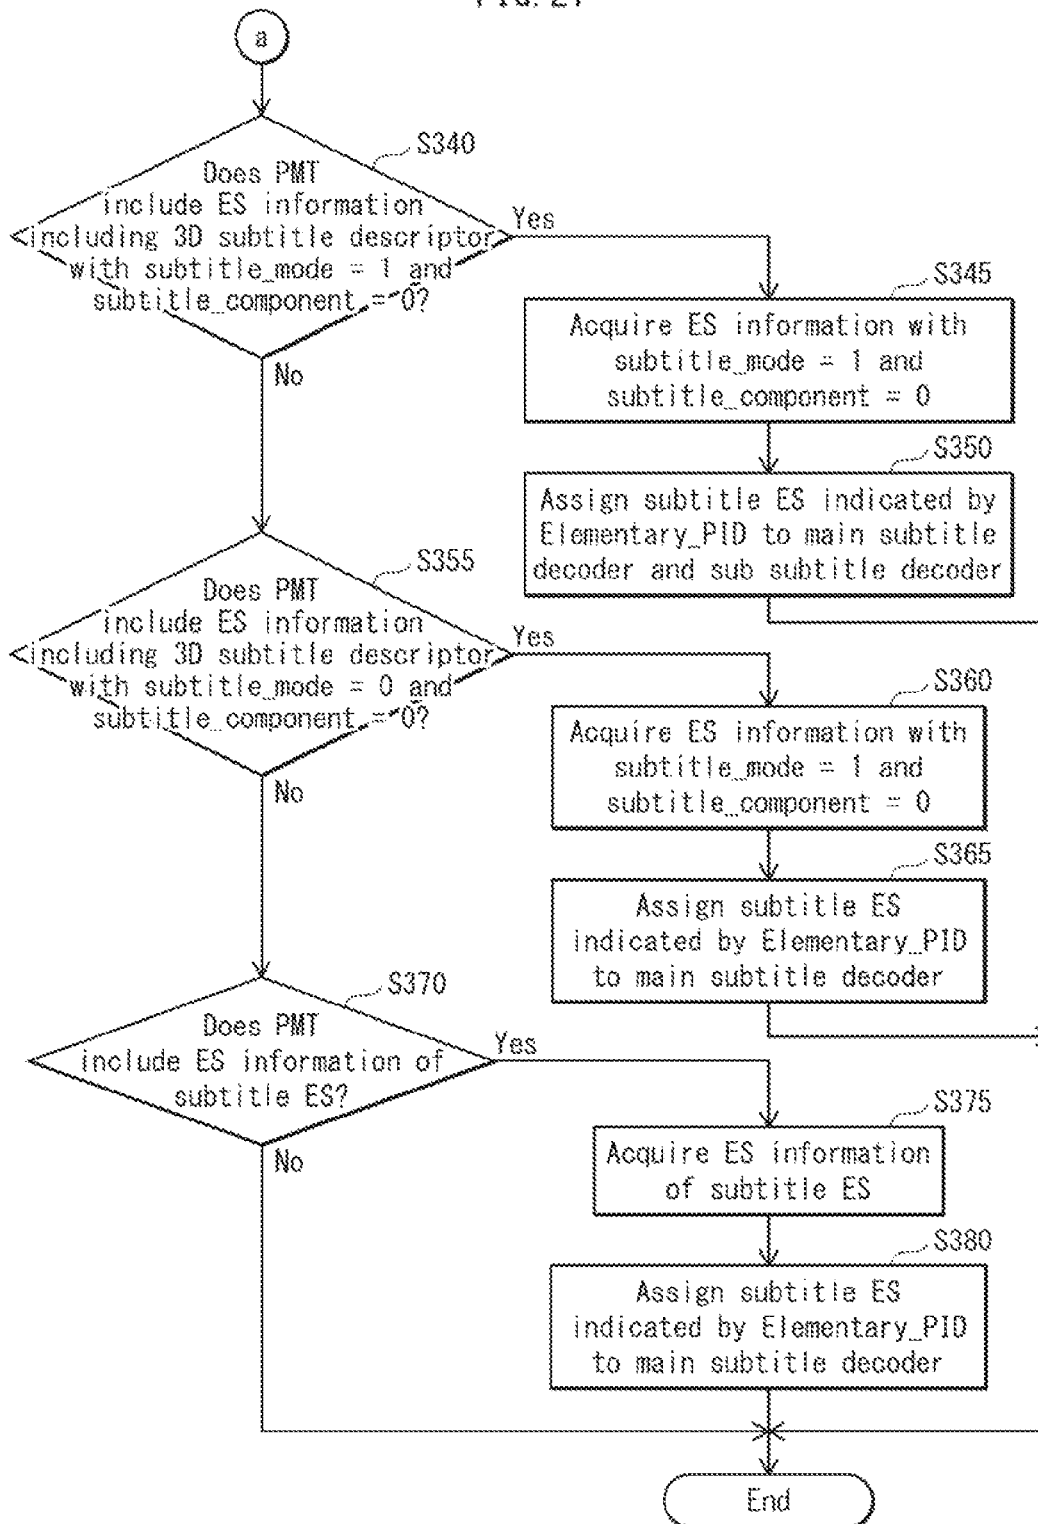 a
S340
Does PMT
include ES information
including 3D subtitle descriptor
with subtitle_mode = 1 and
subtitle_component = 0?
Yes
No
S345
Acquire ES information with
subtitle_mode = 1 and
subtitle_component = 0
S350
Assign subtitle ES indicated by
Elementary_PID to main subtitle
decoder and sub subtitle decoder
S355
Does PMT
include ES information
including 3D subtitle descriptor
with subtitle_mode = 0 and
subtitle_component = 0?
Yes
No
S360
Acquire ES information with
subtitle_mode = 1 and
subtitle_component = 0
S365
Assign subtitle ES
indicated by Elementary_PID
to main subtitle decoder
S370
Does PMT
include ES information of
subtitle ES?
Yes
No
S375
Acquire ES information
of subtitle ES
S380
Assign subtitle ES
indicated by Elementary_PID
to main subtitle decoder
End